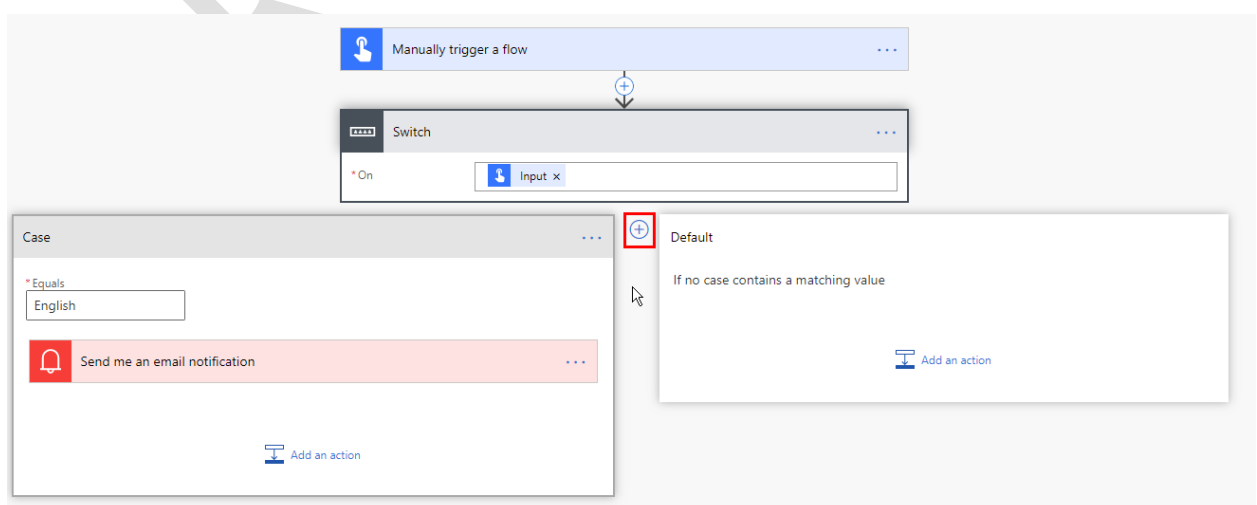 Manually trigger a flow
Switch
* On
Input ×
Case
Default
* Equals
If no case contains a matching value
English
Send me an email notification
Add an action
Add an action